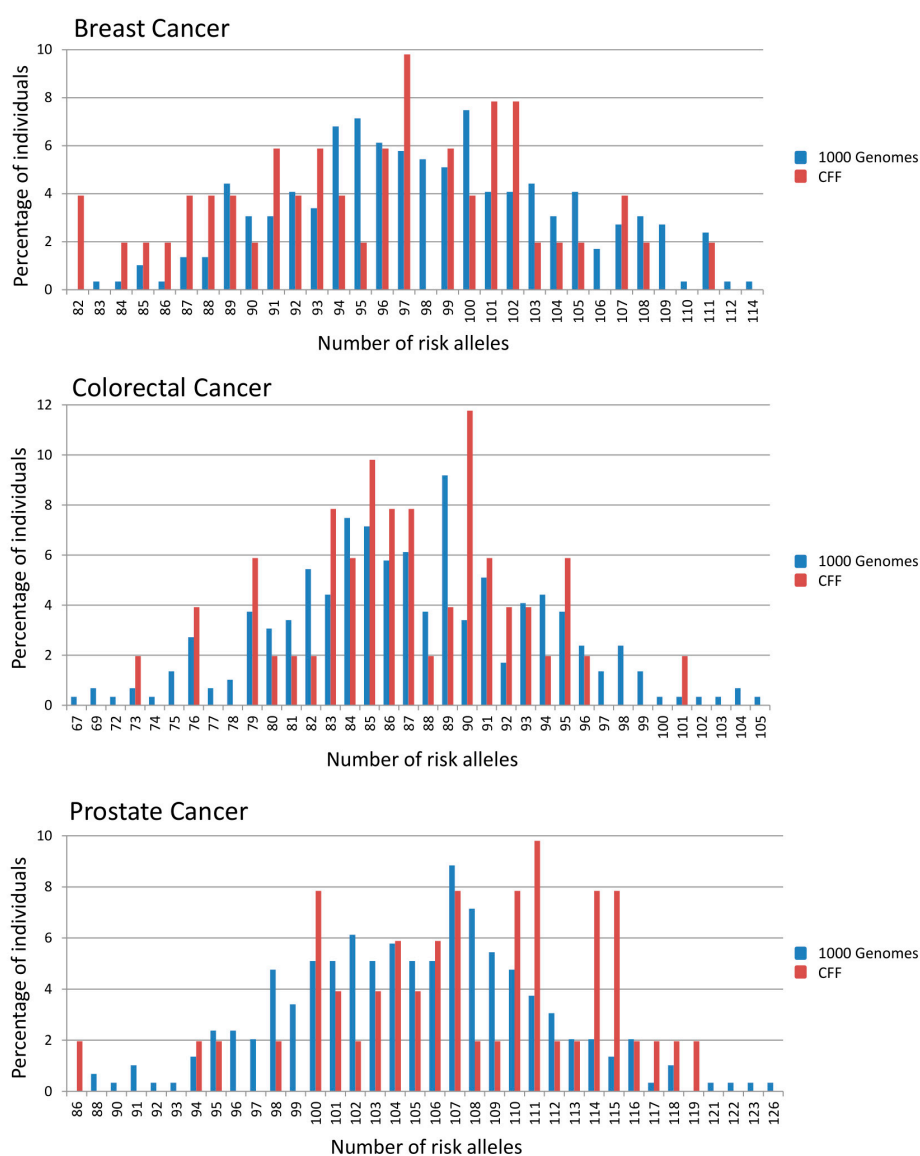 Breast Cancer
Percentage of individuals
10
8
6
4
2
0
82 83 84 85 86 87 88 89 90 91 92 93 94 95 96 97 98 99 100 101 102 103 104 105 106 107 108 109 110 111 112 114
Number of risk alleles
1000 Genomes
CFF
Colorectal Cancer
Percentage of individuals
12
10
8
6
4
2
0
67 69 72 73 74 75 76 77 78 79 80 81 82 83 84 85 86 87 88 89 90 91 92 93 94 95 96 97 98 99 100 101 102 103 104 105
Number of risk alleles
1000 Genomes
CFF
Prostate Cancer
Percentage of individuals
10
8
6
4
2
0
86 88 90 91 92 93 94 95 96 97 98 99 100 101 102 103 104 105 106 107 108 109 110 111 112 113 114 115 116 117 118 119 121 122 123 126
Number of risk alleles
1000 Genomes
CFF